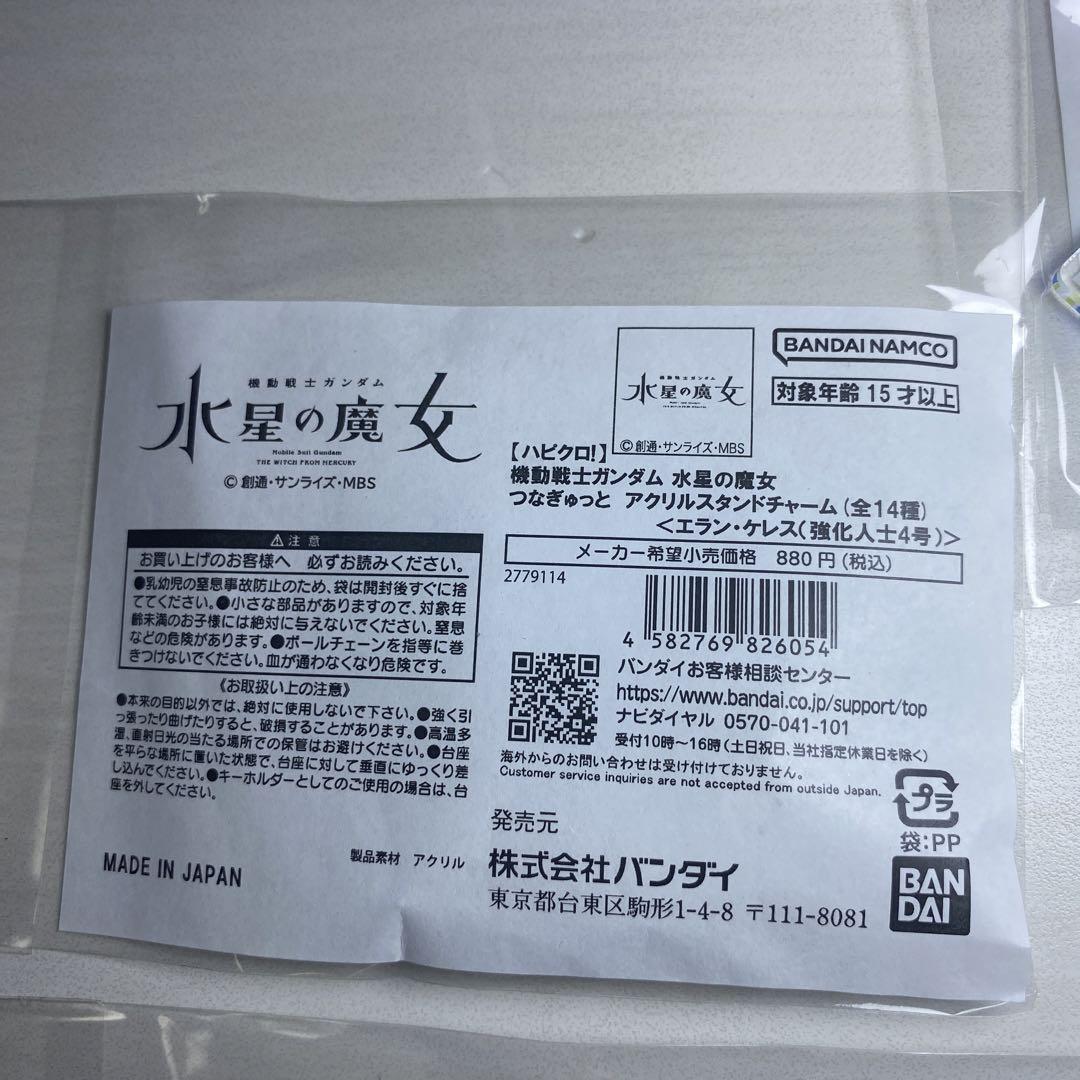 機動戦士ガンダム
水星の魔女
Mobile Suit Gundam
THE WITCH FROM MERCURY
© 創通・サンライズ・MBS
⚠注意
お買い上げのお客様へ 必ずお読みください。
●乳幼児の窒息事故防止のため、袋は開封後すぐに捨
ててください。●小さな部品がありますので、対象年
齢未満のお子様には絶対に与えないでください。窒息
などの危険があります。●ボールチェーンを指等に巻
きつけないでください。血が通わなくなり危険です。
《お取扱い上の注意》
●本来の目的以外では、絶対に使用しないで下さい。●強く引
っ張ったり曲げたりすると、破損することがあります。●高温多
湿、直射日光の当たる場所での保管はお避けください。●台座
を平らな場所に置いた状態で、台座に対して垂直にゆっくり差
し込んでください。●キーホルダーとしてのご使用の場合は、台
座を外してください。
MADE IN JAPAN
製品素材 アクリル
機動戦士ガンダム
水星の魔女
© 創通・サンライズ・MBS
BANDAI NAMCO
対象年齢 15才以上
【ハピクロ!】
機動戦士ガンダム 水星の魔女
つなぎゅっと アクリルスタンドチャーム(全14種)
<エラン・ケレス(強化人士4号)>
メーカー希望小売価格 880円(税込)
2779114
4 582769 826054
バンダイお客様相談センター
https://www.bandai.co.jp/support/top
ナビダイヤル 0570-041-101
受付10時～16時(土日祝日、当社指定休業日を除く)
海外からのお問い合わせは受け付けておりません。
Customer service inquiries are not accepted from outside Japan.
プラ
袋:PP
発売元
株式会社バンダイ
東京都台東区駒形1-4-8 〒111-8081
BAN
DAI